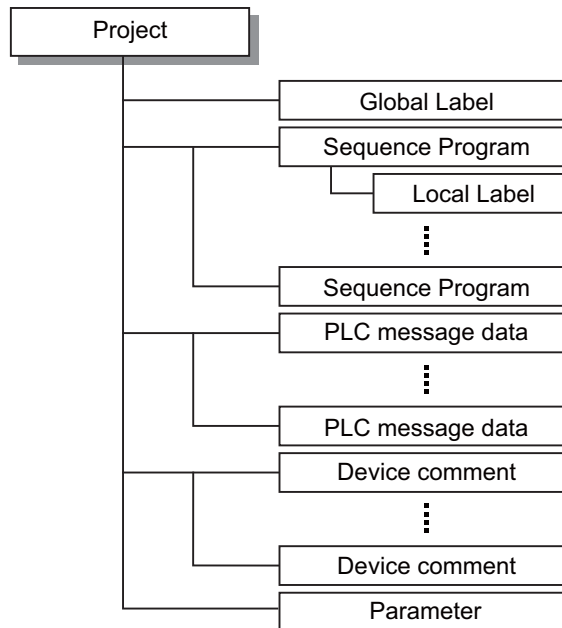 Project
Global Label
Sequence Program
Local Label
Sequence Program
PLC message data
PLC message data
Device comment
Device comment
Parameter